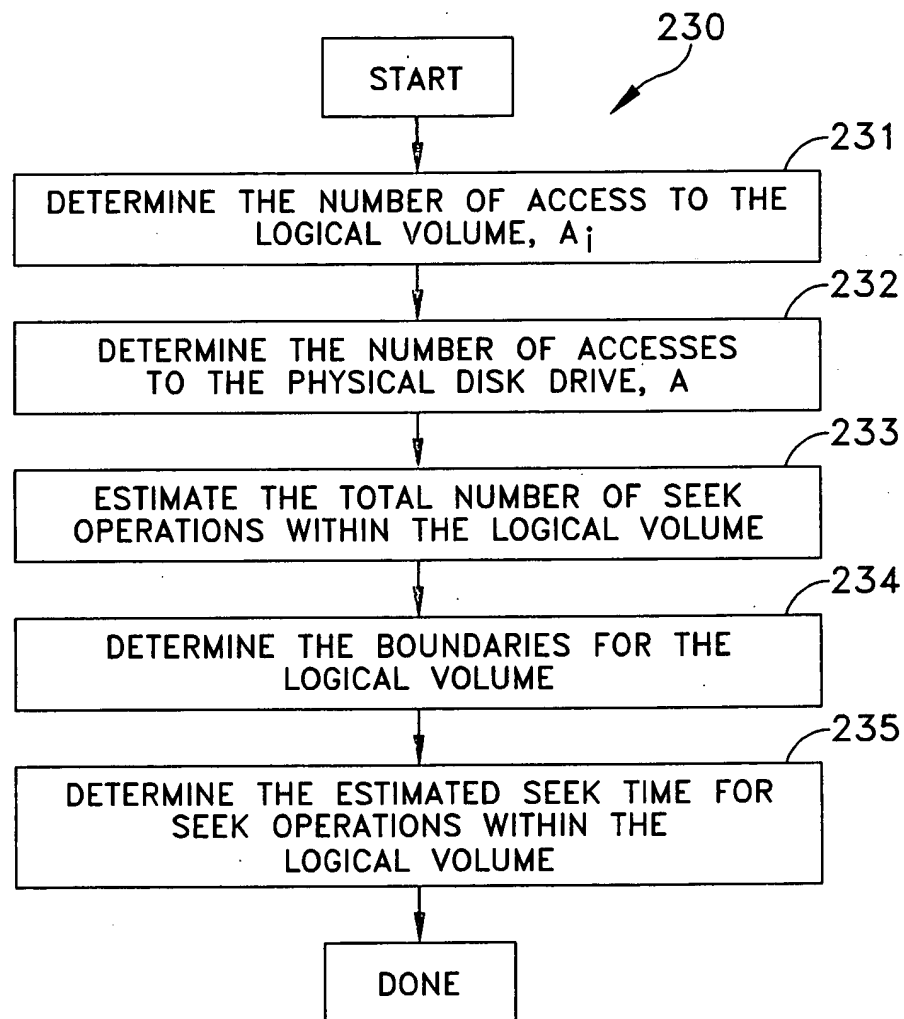 230
START
231
DETERMINE THE NUMBER OF ACCESS TO THE
LOGICAL VOLUME, Ai
232
DETERMINE THE NUMBER OF ACCESSES
TO THE PHYSICAL DISK DRIVE, A
233
ESTIMATE THE TOTAL NUMBER OF SEEK
OPERATIONS WITHIN THE LOGICAL VOLUME
234
DETERMINE THE BOUNDARIES FOR THE
LOGICAL VOLUME
235
DETERMINE THE ESTIMATED SEEK TIME FOR
SEEK OPERATIONS WITHIN THE
LOGICAL VOLUME
DONE